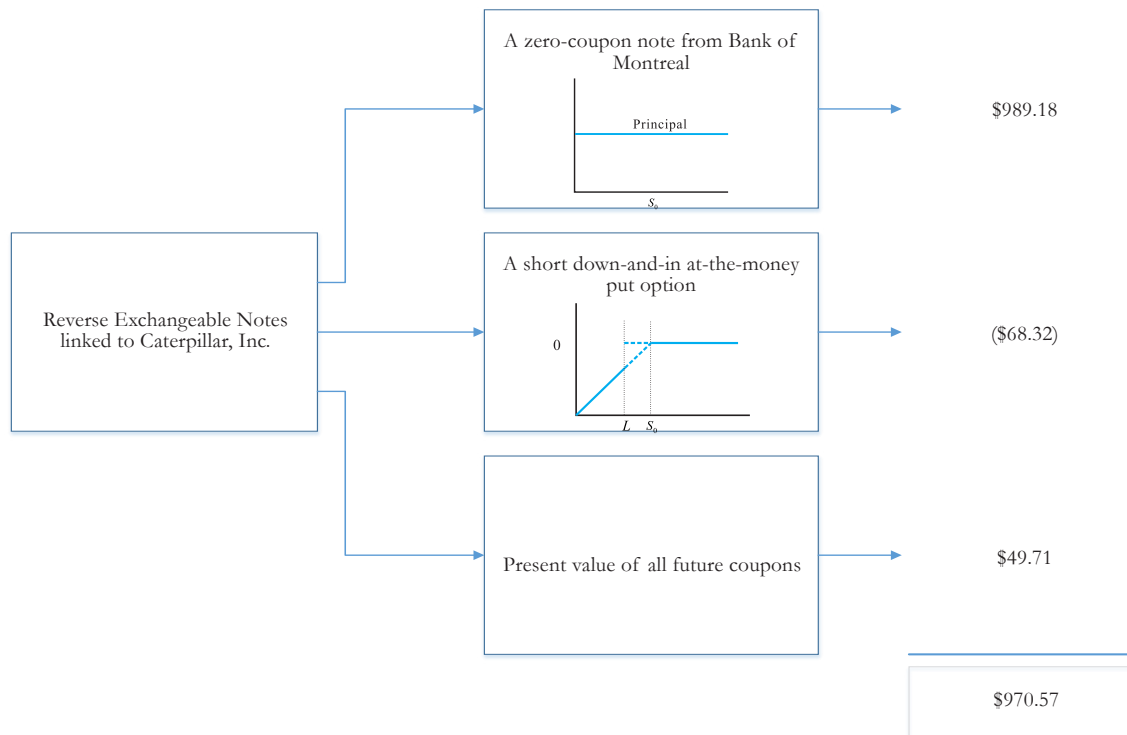 A zero-coupon note from Bank of
Montreal
Principal
S₀
$989.18
Reverse Exchangeable Notes
linked to Caterpillar, Inc.
A short down-and-in at-the-money
put option
0
L S₀
($68.32)
Present value of all future coupons
$49.71
$970.57